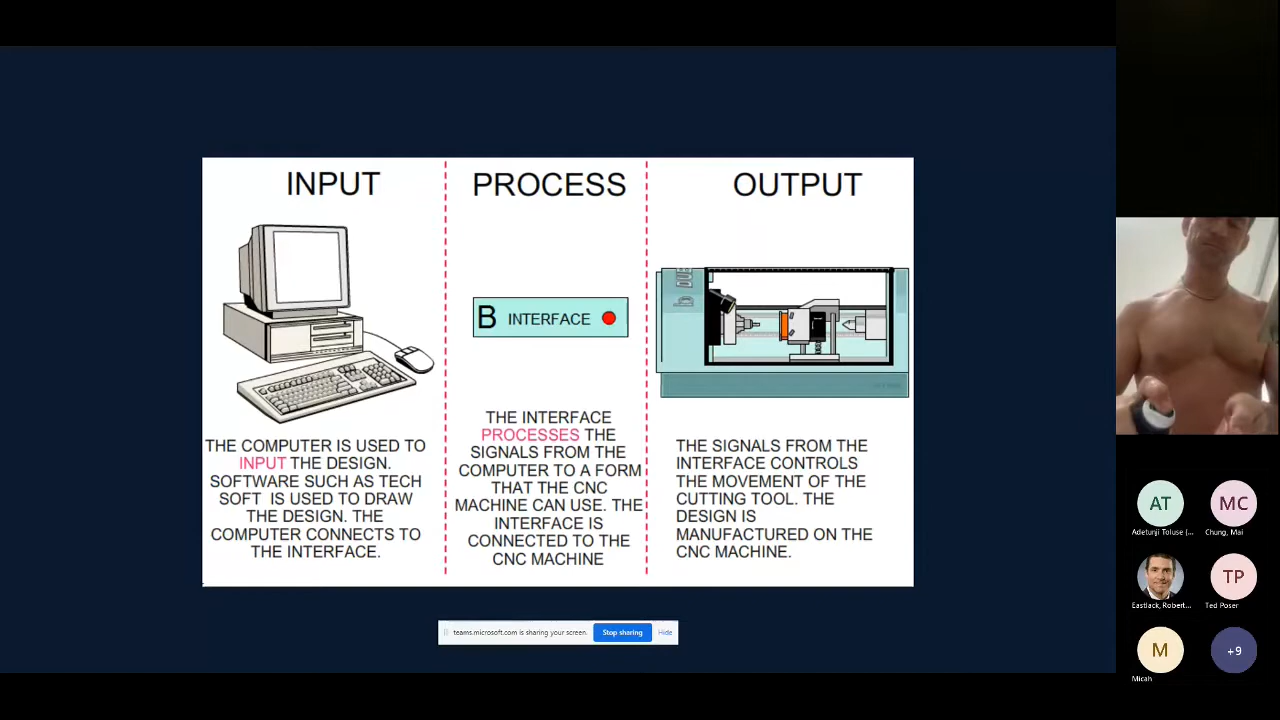 INPUT
PROCESS
OUTPUT
B INTERFACE
THE COMPUTER IS USED TO
INPUT THE DESIGN.
SOFTWARE SUCH AS TECH
SOFT IS USED TO DRAW
THE DESIGN. THE
COMPUTER CONNECTS TO
THE INTERFACE.
THE INTERFACE
PROCESSES THE
SIGNALS FROM THE
COMPUTER TO A FORM
THAT THE CNC
MACHINE CAN USE. THE
INTERFACE IS
CONNECTED TO THE
CNC MACHINE
THE SIGNALS FROM THE
INTERFACE CONTROLS
THE MOVEMENT OF THE
CUTTING TOOL. THE
DESIGN IS
MANUFACTURED ON THE
CNC MACHINE.
teams.microsoft.com is sharing your screen.
Stop sharing
Hide
AT
Adetunji Toluse (...
MC
Chung, Mai
Eastlack, Robert...
TP
Ted Poser
M
Micah
+9